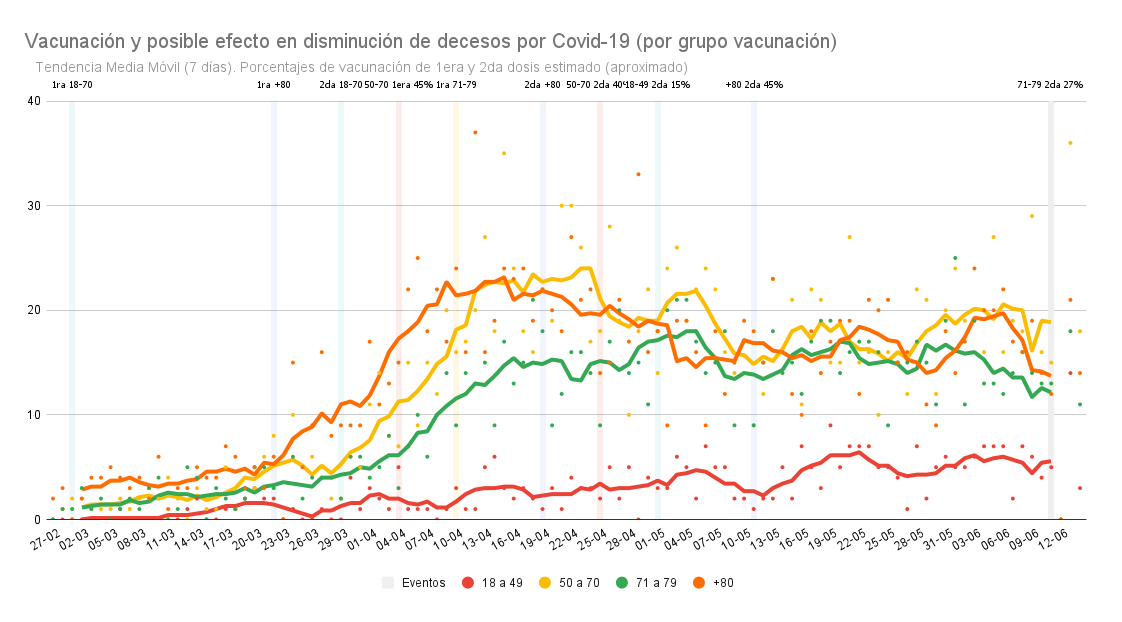 Vacunación y posible efecto en disminución de decesos por Covid-19 (por grupo vacunación)
Tendencia Media Móvil (7 días). Porcentajes de vacunación de 1era y 2da dosis estimado (aproximado)
1ra 18-70 1ra +80 2da 18-70 50-70 1era 45% 1ra 71-79 2da +80 50-70 2da 40% 18-49 2da 15% +80 2da 45% 71-79 2da 27%
40
30
20
10
0
27-02 02-03 05-03 08-03 11-03 14-03 17-03 20-03 23-03 26-03 29-03 01-04 04-04 07-04 10-04 13-04 16-04 19-04 22-04 25-04 28-04 01-05 04-05 07-05 10-05 13-05 16-05 19-05 22-05 25-05 28-05 31-05 03-06 06-06 09-06 12-06
Eventos 18 a 49 50 a 70 71 a 79 +80